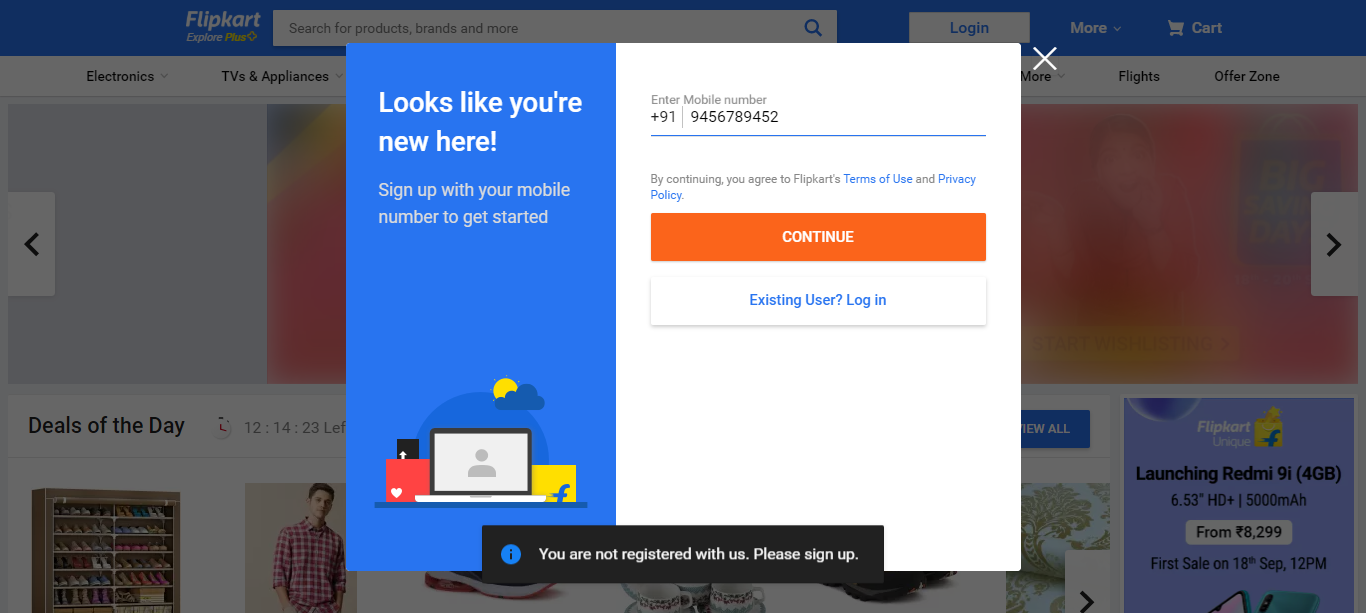 Flipkart
Explore Plus
Search for products, brands and more
Login
More
Cart
Electronics
TVs & Appliances
More
Flights
Offer Zone
Looks like you're
new here!
Sign up with your mobile
number to get started
Enter Mobile number
+91 9456789452
By continuing, you agree to Flipkart's Terms of Use and Privacy
Policy.
CONTINUE
Existing User? Log in
BIG
SAVING
DAYS
START WISHLISTING
Deals of the Day
12 : 14 : 23 Lef
VIEW ALL
Flipkart
Unique
Launching Redmi 9i (4GB)
6.53" HD+ | 5000mAh
From ₹8,299
First Sale on 18th Sep, 12PM
You are not registered with us. Please sign up.